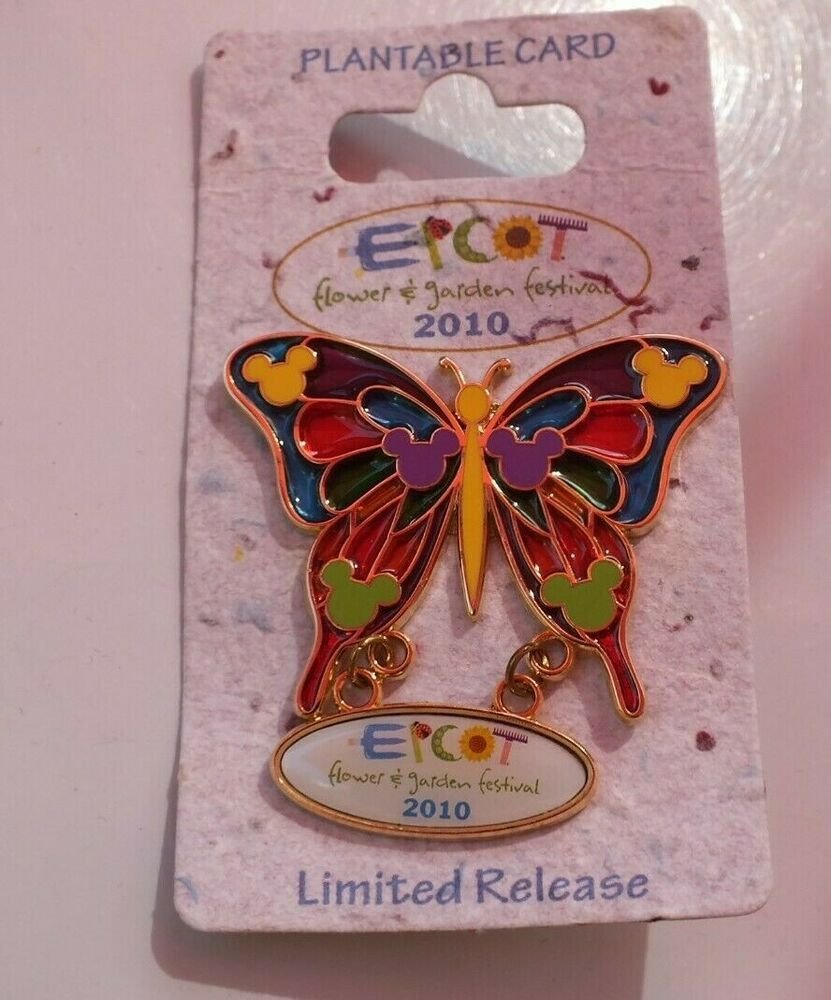 PLANTABLE CARD
EPCOT
flower & garden festival
2010
EPCOT
flower & garden festival
2010
Limited Release